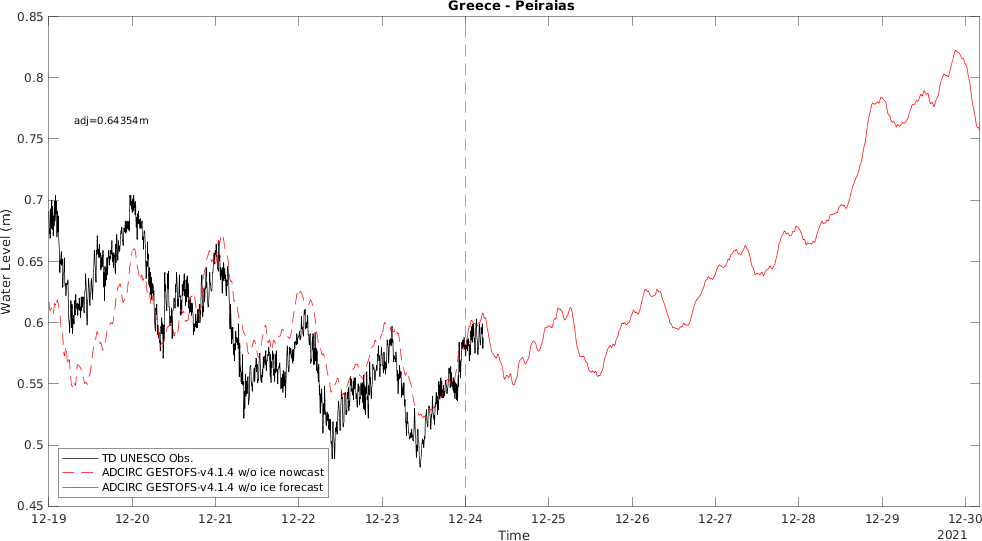 Greece - Peiraias
0.85
0.8
0.75
0.7
0.65
0.6
0.55
0.5
0.45
Water Level (m)
adj=0.64354m
TD UNESCO Obs.
ADCIRC GESTOFS-v4.1.4 w/o ice nowcast
ADCIRC GESTOFS-v4.1.4 w/o ice forecast
12-19 12-20 12-21 12-22 12-23 12-24 12-25 12-26 12-27 12-28 12-29 12-30
Time
2021